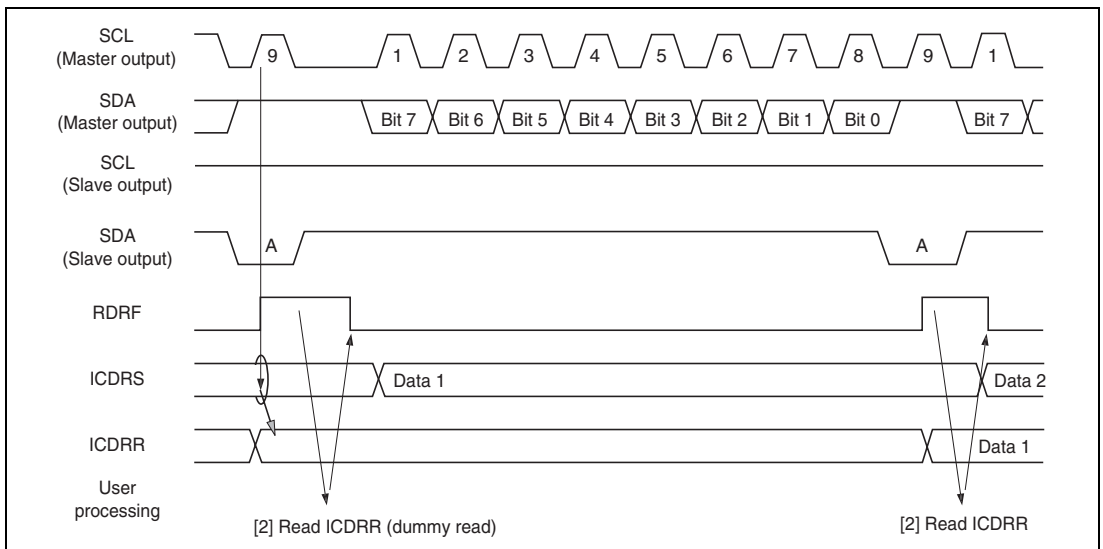 SCL
(Master output)
9 1 2 3 4 5 6 7 8 9 1
SDA
(Master output)
Bit 7 Bit 6 Bit 5 Bit 4 Bit 3 Bit 2 Bit 1 Bit 0 Bit 7
SCL
(Slave output)
SDA
(Slave output)
A A
RDRF
ICDRS
Data 1 Data 2
ICDRR
Data 1
User
processing
[2] Read ICDRR (dummy read) [2] Read ICDRR